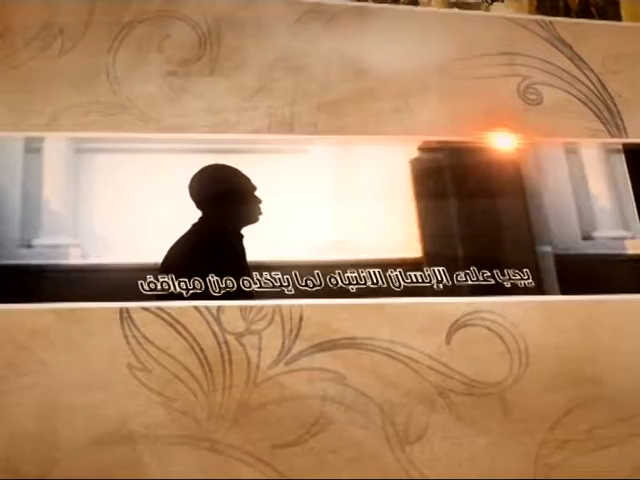 يجب على الإنسان الانتباه لما يتخذه من مواقف